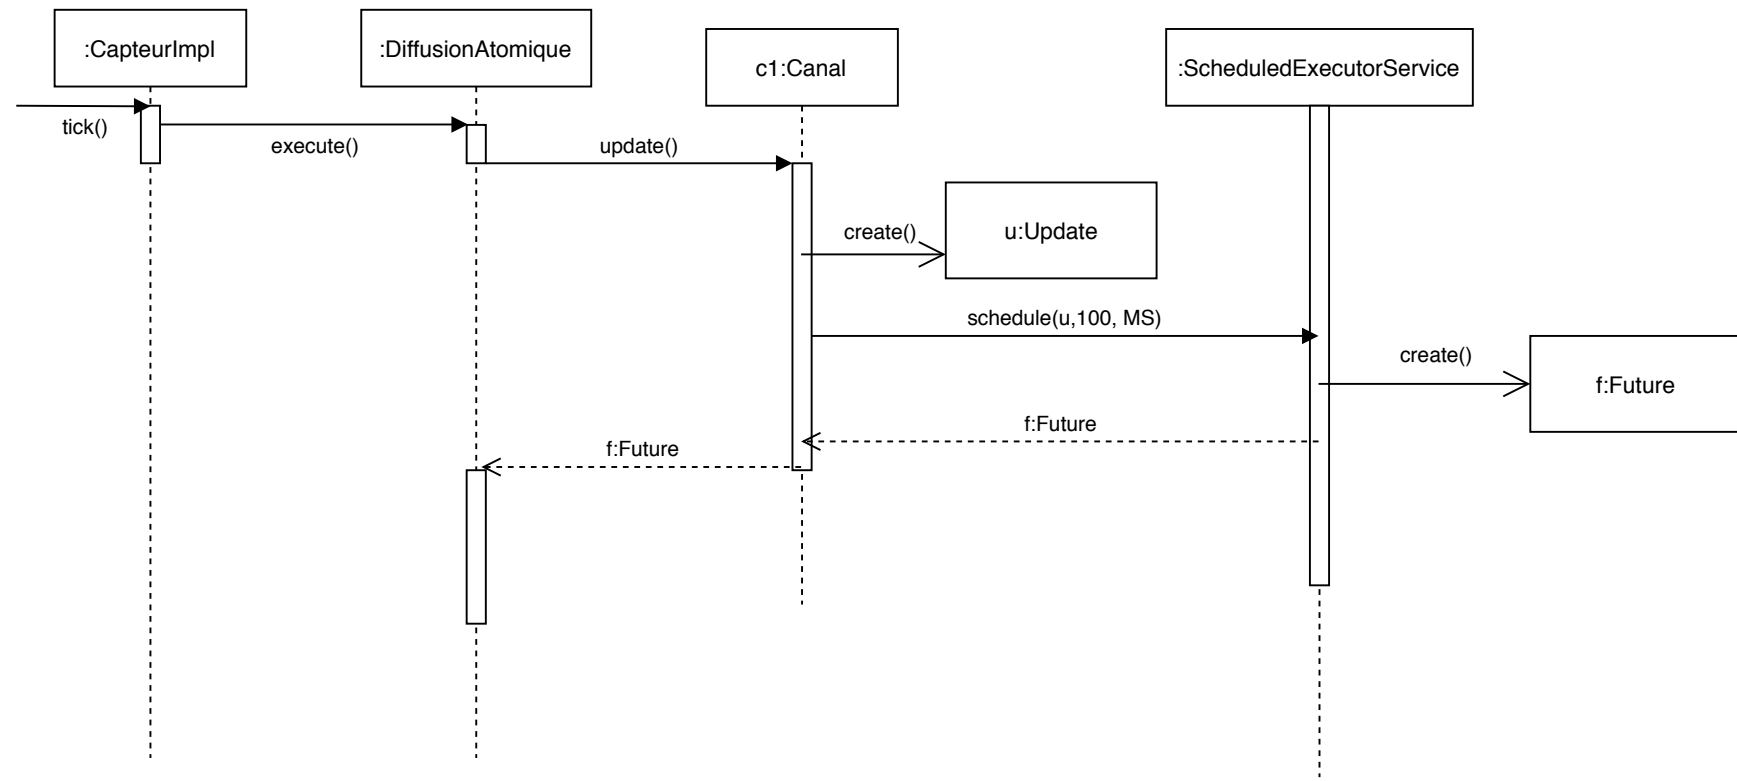 :CapteurImpl
:DiffusionAtomique
c1:Canal
:ScheduledExecutorService
tick()
execute()
update()
create()
u:Update
schedule(u,100, MS)
create()
f:Future
f:Future
f:Future